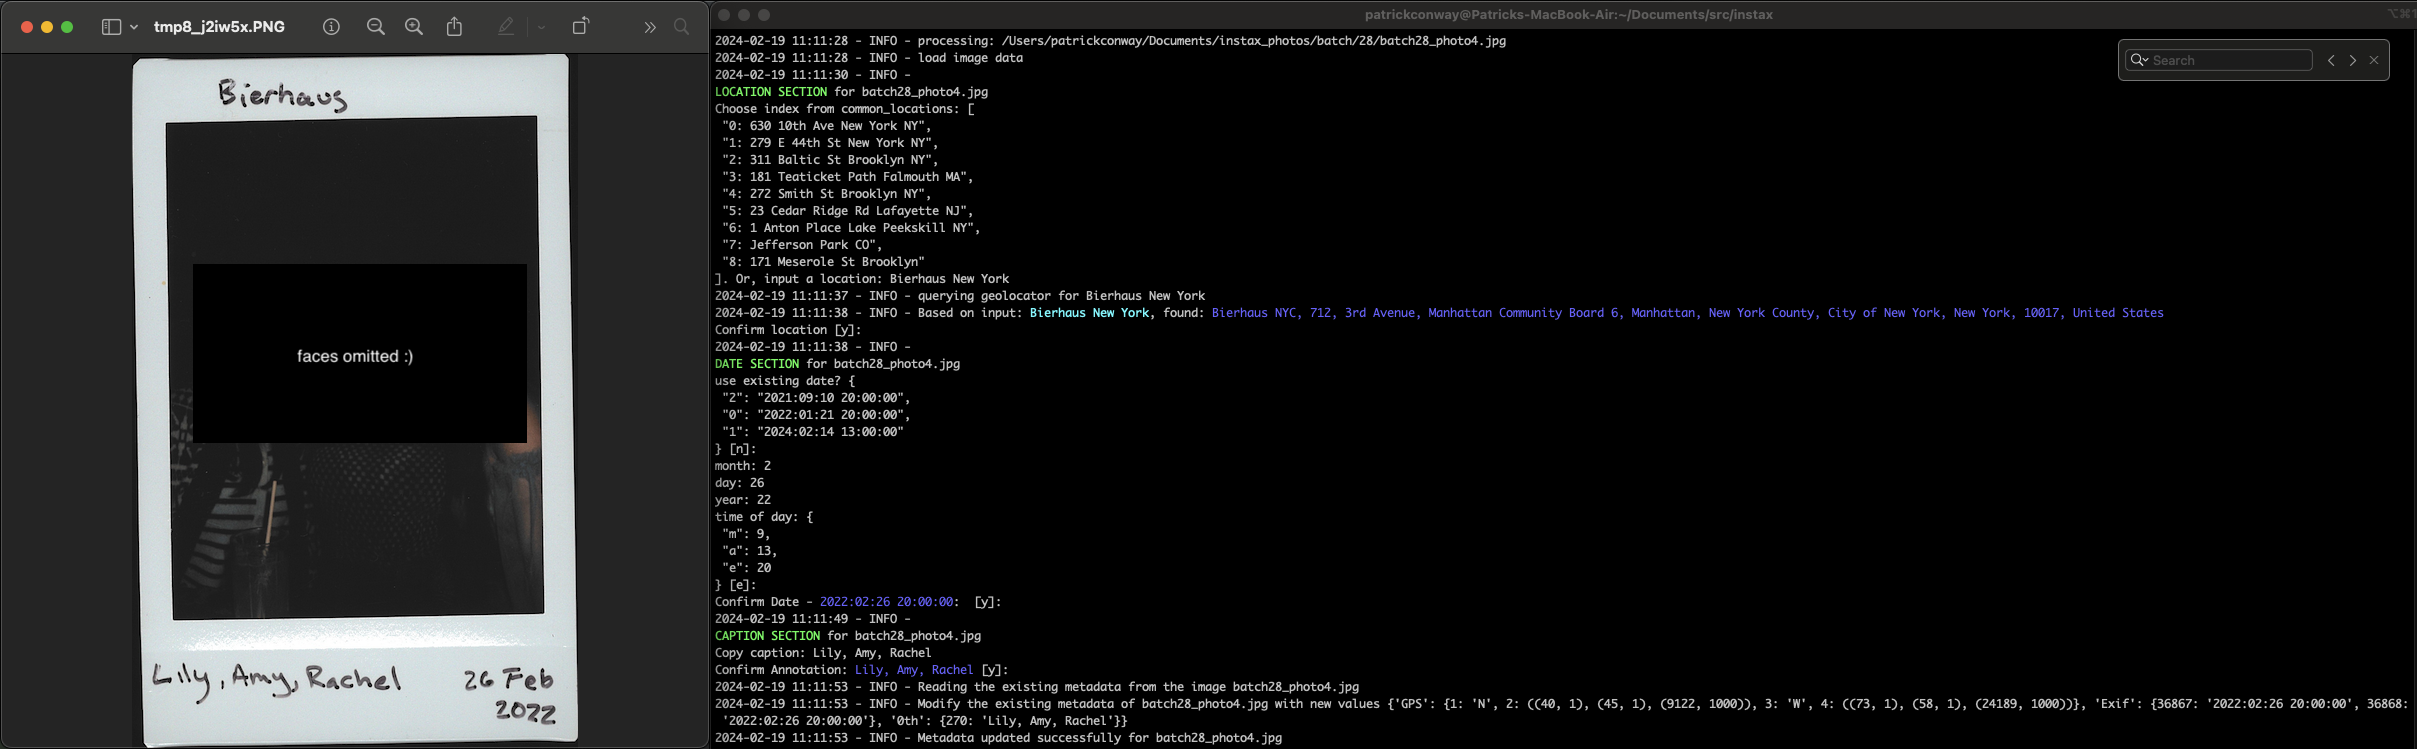 tmp8_j2iw5x.PNG
Bierhaus
faces omitted :)
Lily, Amy, Rachel
26 Feb
2022
patrickconway@Patricks-MacBook-Air:~/Documents/src/instax
⌥⌘1
Search
2024-02-19 11:11:28 - INFO - processing: /Users/patrickconway/Documents/instax_photos/batch/28/batch28_photo4.jpg
2024-02-19 11:11:28 - INFO - load image data
2024-02-19 11:11:30 - INFO -
LOCATION SECTION for batch28_photo4.jpg
Choose index from common_locations: [
"0: 630 10th Ave New York NY",
"1: 279 E 44th St New York NY",
"2: 311 Baltic St Brooklyn NY",
"3: 181 Teaticket Path Falmouth MA",
"4: 272 Smith St Brooklyn NY",
"5: 23 Cedar Ridge Rd Lafayette NJ",
"6: 1 Anton Place Lake Peekskill NY",
"7: Jefferson Park CO",
"8: 171 Meserole St Brooklyn"
]. Or, input a location: Bierhaus New York
2024-02-19 11:11:37 - INFO - querying geolocator for Bierhaus New York
2024-02-19 11:11:38 - INFO - Based on input: Bierhaus New York, found: Bierhaus NYC, 712, 3rd Avenue, Manhattan Community Board 6, Manhattan, New York County, City of New York, New York, 10017, United States
Confirm location [y]:
2024-02-19 11:11:38 - INFO -
DATE SECTION for batch28_photo4.jpg
use existing date? {
"2": "2021:09:10 20:00:00",
"0": "2022:01:21 20:00:00",
"1": "2024:02:14 13:00:00"
} [n]:
month: 2
day: 26
year: 22
time of day: {
"m": 9,
"a": 13,
"e": 20
} [e]:
Confirm Date - 2022:02:26 20:00:00:  [y]:
2024-02-19 11:11:49 - INFO -
CAPTION SECTION for batch28_photo4.jpg
Copy caption: Lily, Amy, Rachel
Confirm Annotation: Lily, Amy, Rachel [y]:
2024-02-19 11:11:53 - INFO - Reading the existing metadata from the image batch28_photo4.jpg
2024-02-19 11:11:53 - INFO - Modify the existing metadata of batch28_photo4.jpg with new values {'GPS': {1: 'N', 2: ((40, 1), (45, 1), (9122, 1000)), 3: 'W', 4: ((73, 1), (58, 1), (24189, 1000))}, 'Exif': {36867: '2022:02:26 20:00:00', 36868:
'2022:02:26 20:00:00'}, '0th': {270: 'Lily, Amy, Rachel'}}
2024-02-19 11:11:53 - INFO - Metadata updated successfully for batch28_photo4.jpg